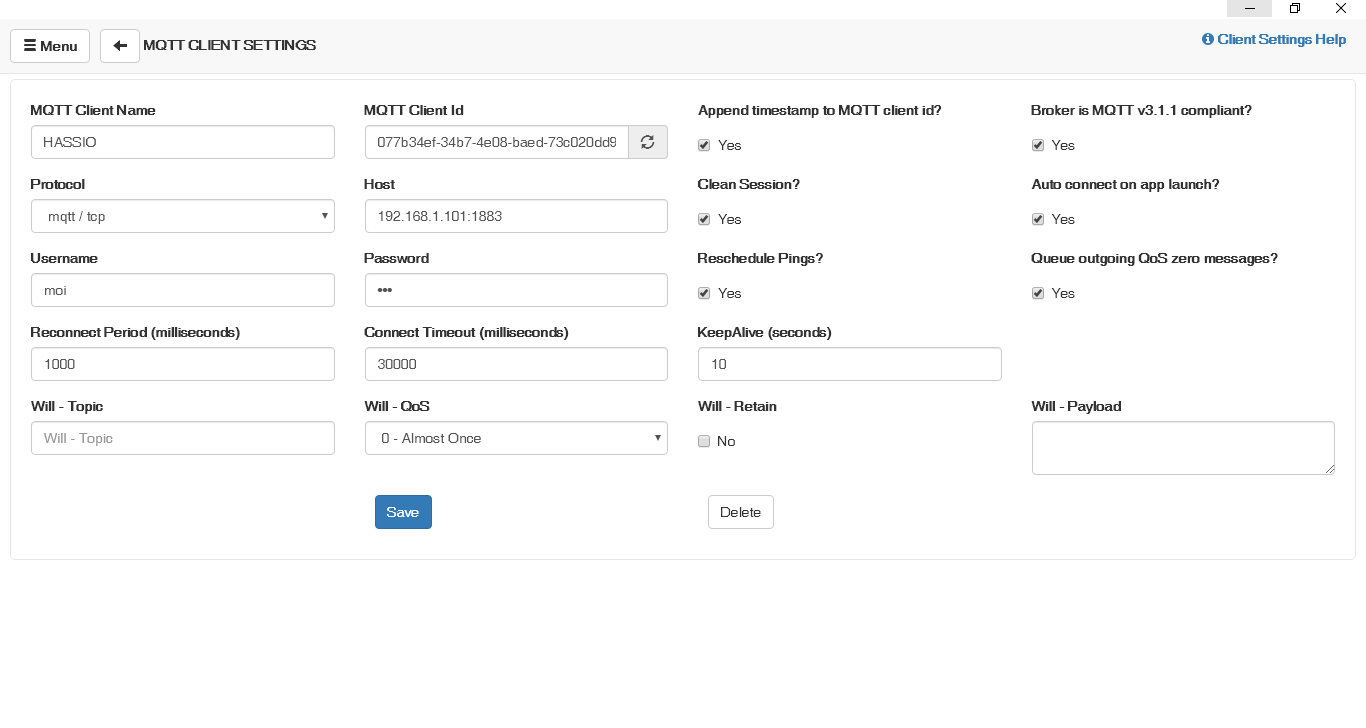 Menu
MQTT CLIENT SETTINGS
Client Settings Help
MQTT Client Name
MQTT Client Id
Append timestamp to MQTT client id?
Broker is MQTT v3.1.1 compliant?
HASSIO
077b34ef-34b7-4e08-baed-73c020dd9
Yes
Yes
Protocol
Host
Clean Session?
Auto connect on app launch?
mqtt / tcp
192.168.1.101:1883
Yes
Yes
Username
Password
Reschedule Pings?
Queue outgoing QoS zero messages?
moi
•••
Yes
Yes
Reconnect Period (milliseconds)
Connect Timeout (milliseconds)
KeepAlive (seconds)
1000
30000
10
Will - Topic
Will - QoS
Will - Retain
Will - Payload
Will - Topic
0 - Almost Once
No
Save
Delete